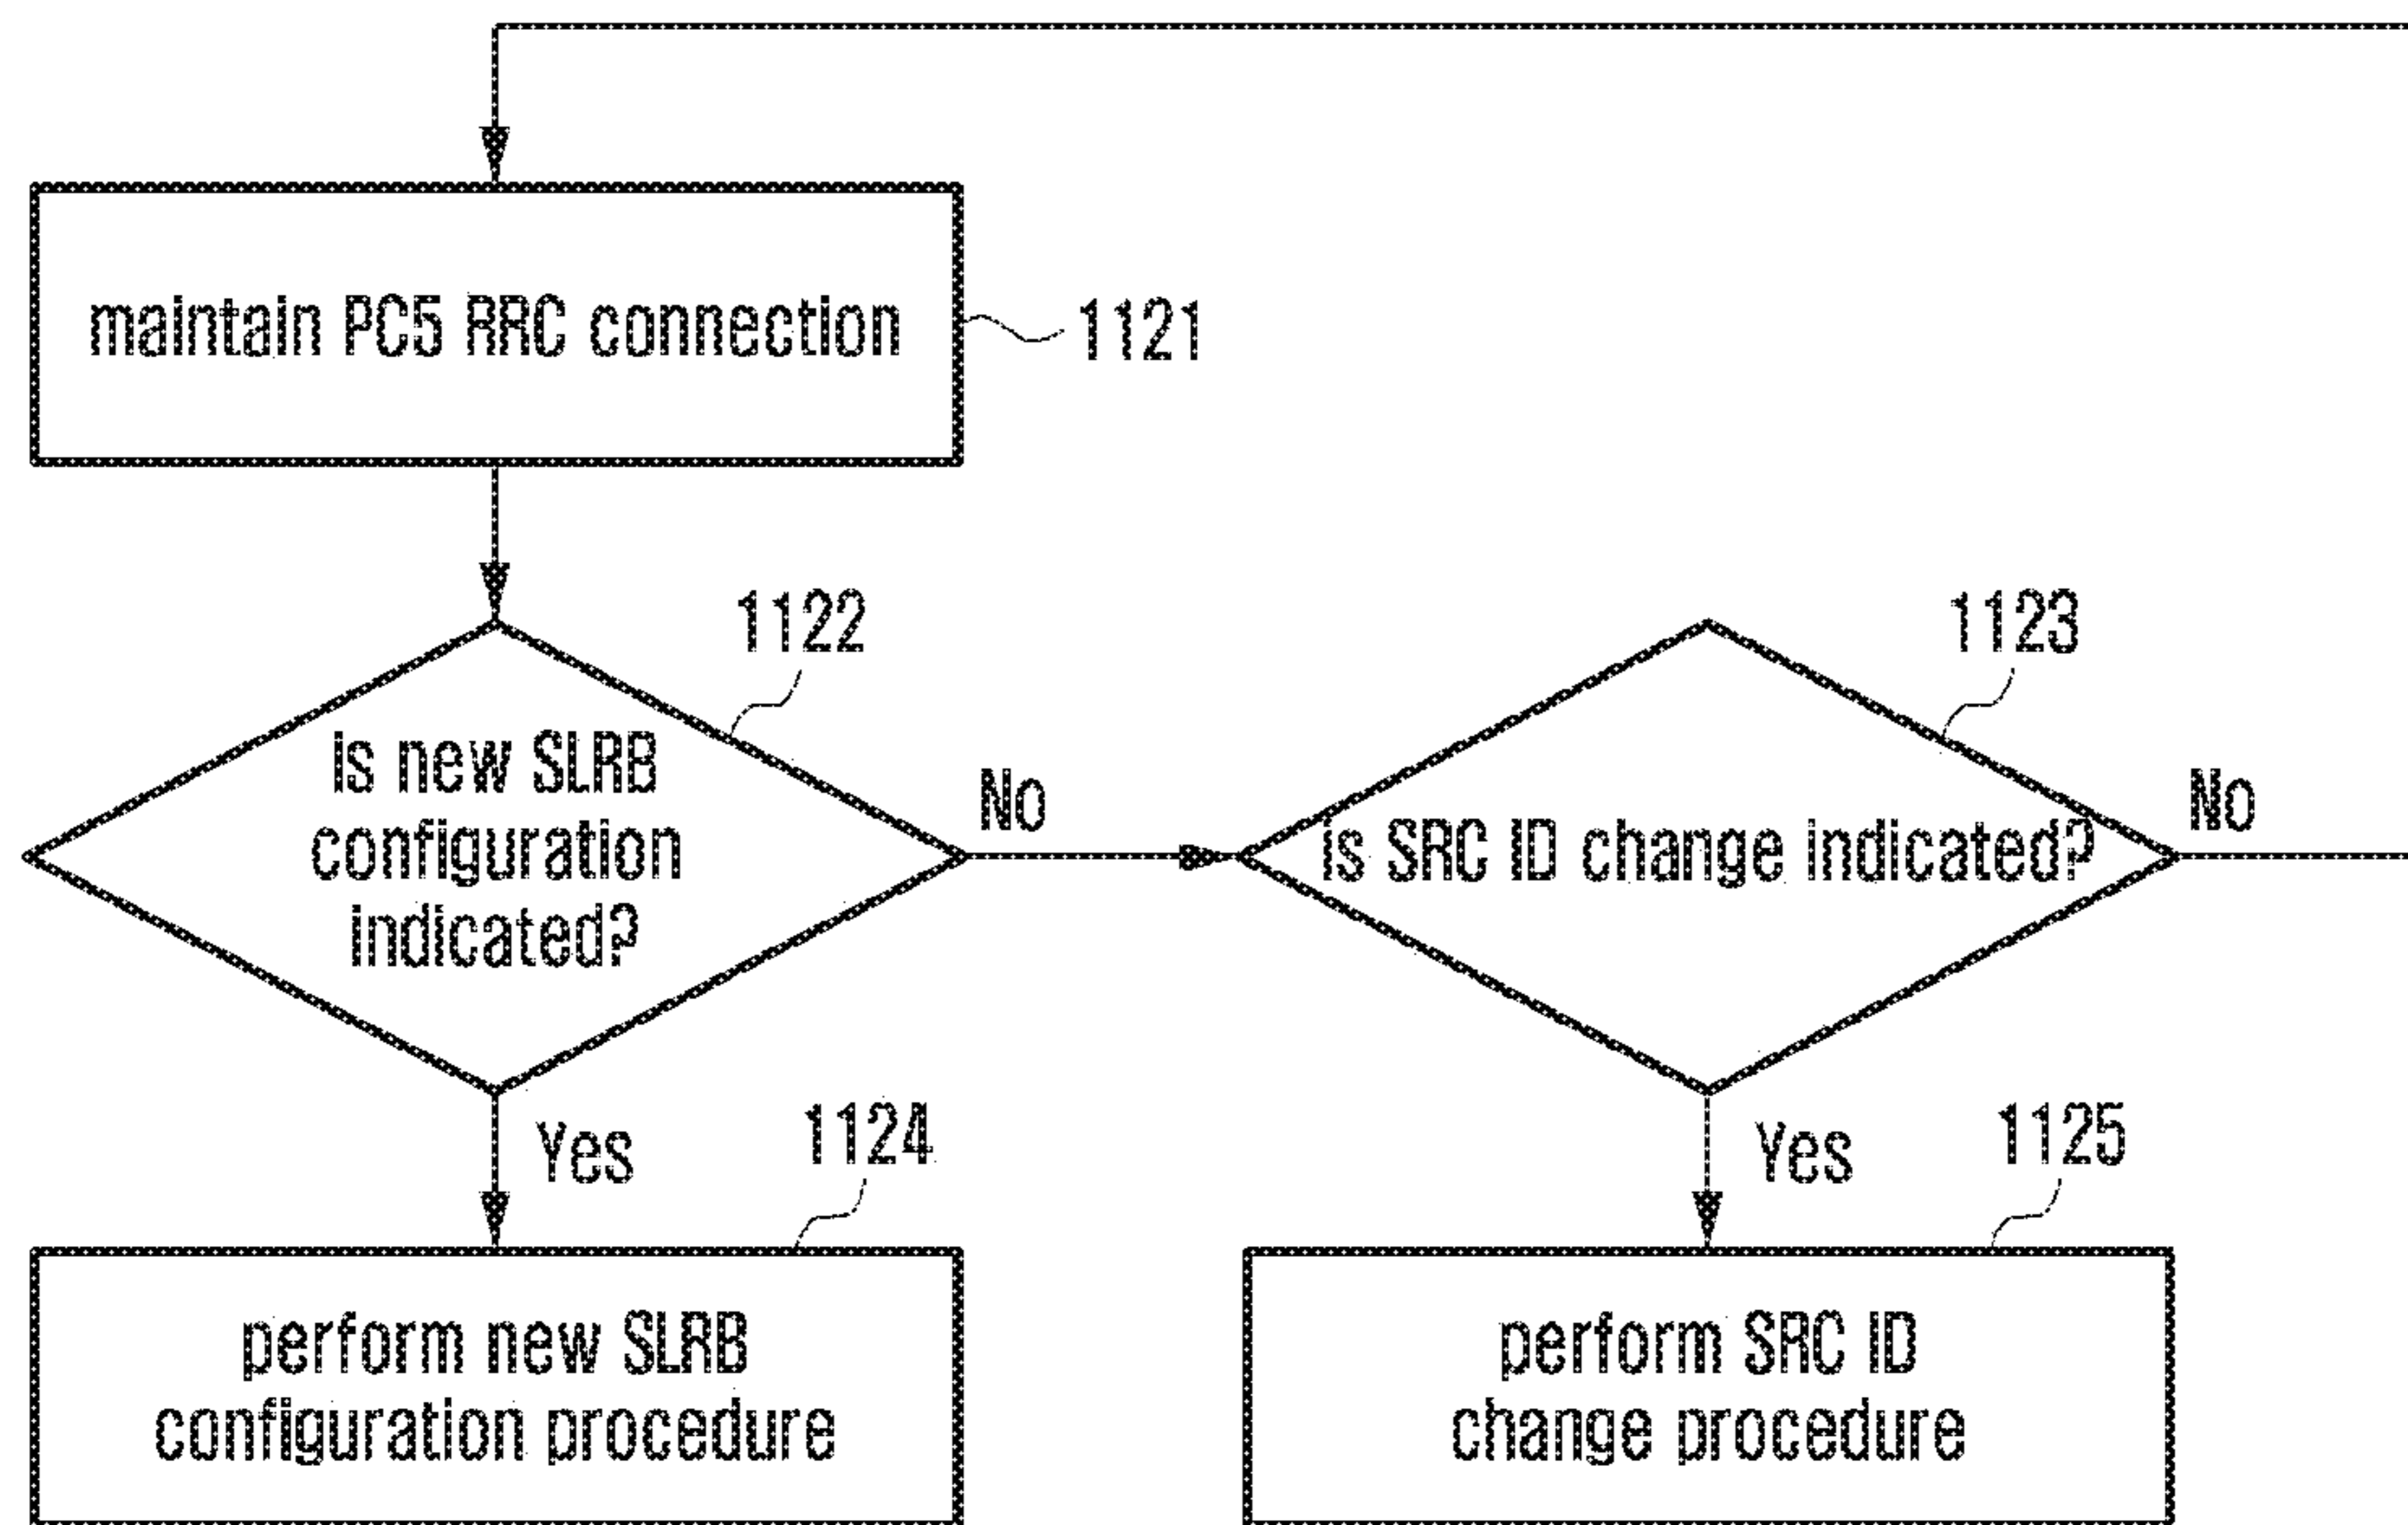 maintain PC5 RRC connection
1121
1122
is new SLRB
configuration
indicated?
No
1123
is SRC ID change indicated?
No
Yes
1124
Yes
1125
perform new SLRB
configuration procedure
perform SRC ID
change procedure